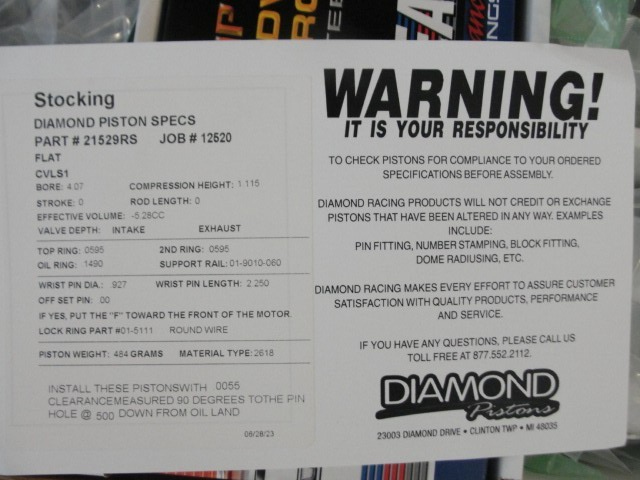 Stocking
DIAMOND PISTON SPECS
PART # 21529RS JOB # 12520
FLAT
CVLS1
BORE: 4.07 COMPRESSION HEIGHT: 1.115
STROKE: 0 ROD LENGTH: 0
EFFECTIVE VOLUME: -5.28CC
VALVE DEPTH: INTAKE EXHAUST
TOP RING: .0595 2ND RING: .0595
OIL RING: .1490 SUPPORT RAIL: 01-9010-060
WRIST PIN DIA.: .927 WRIST PIN LENGTH: 2.250
OFF SET PIN: .00
IF YES, PUT THE "F" TOWARD THE FRONT OF THE MOTOR.
LOCK RING PART #01-5111 ROUND WIRE
PISTON WEIGHT: 484 GRAMS MATERIAL TYPE: 2618
INSTALL THESE PISTONSWITH .0055
CLEARANCEMEASURED 90 DEGREES TOTHE PIN
HOLE @ .500 DOWN FROM OIL LAND
06/28/23
WARNING!
IT IS YOUR RESPONSIBILITY
TO CHECK PISTONS FOR COMPLIANCE TO YOUR ORDERED
SPECIFICATIONS BEFORE ASSEMBLY.
DIAMOND RACING PRODUCTS WILL NOT CREDIT OR EXCHANGE
PISTONS THAT HAVE BEEN ALTERED IN ANY WAY. EXAMPLES
INCLUDE:
PIN FITTING, NUMBER STAMPING, BLOCK FITTING,
DOME RADIUSING, ETC.
DIAMOND RACING MAKES EVERY EFFORT TO ASSURE CUSTOMER
SATISFACTION WITH QUALITY PRODUCTS, PERFORMANCE
AND SERVICE.
IF YOU HAVE ANY QUESTIONS, PLEASE CALL US
TOLL FREE AT 877.552.2112.
DIAMOND
Pistons
23003 DIAMOND DRIVE • CLINTON TWP • MI 48035